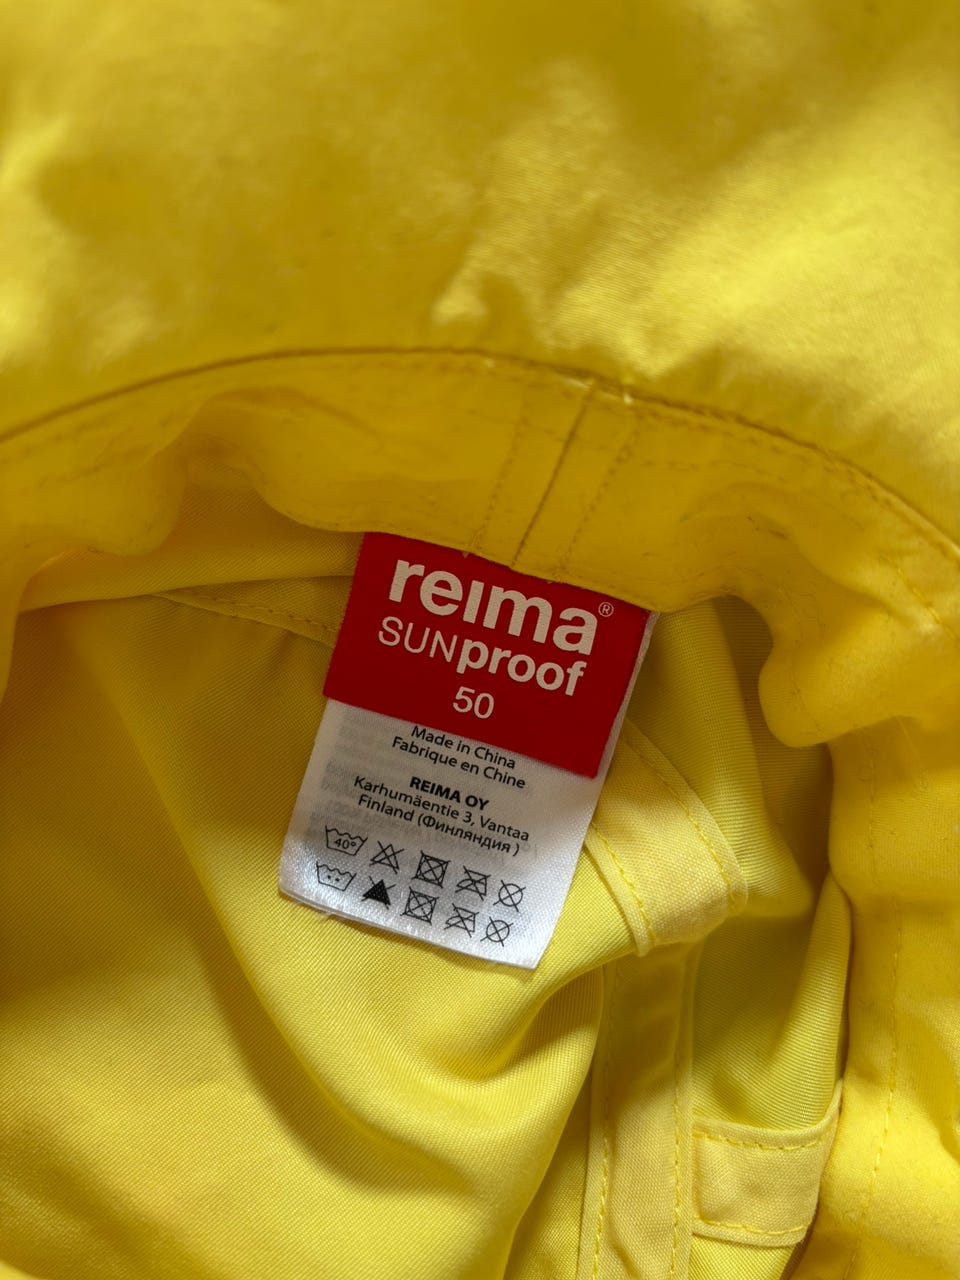 reima®
SUNproof
50
Made in China
Fabrique en Chine
REIMA OY
Karhumäentie 3, Vantaa
Finland (Финляндия )
40°